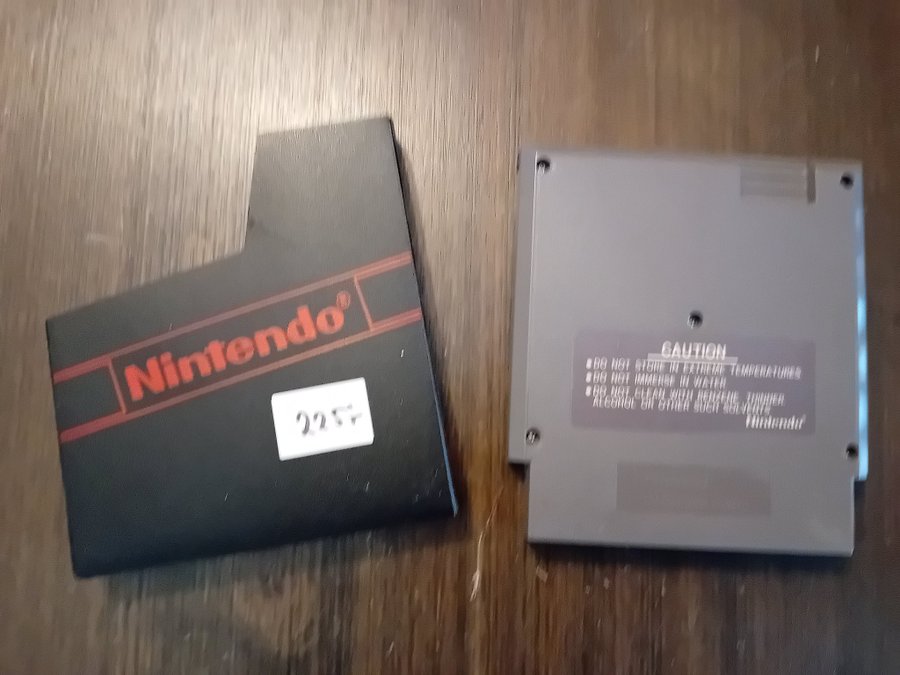 Nintendo®
225:-
CAUTION
DO NOT STORE IN EXTREME TEMPERATURES
DO NOT IMMERSE IN WATER
DO NOT CLEAN WITH BENZENE, THINNER
ALCOHOL OR OTHER SUCH SOLVENTS
Nintendo®